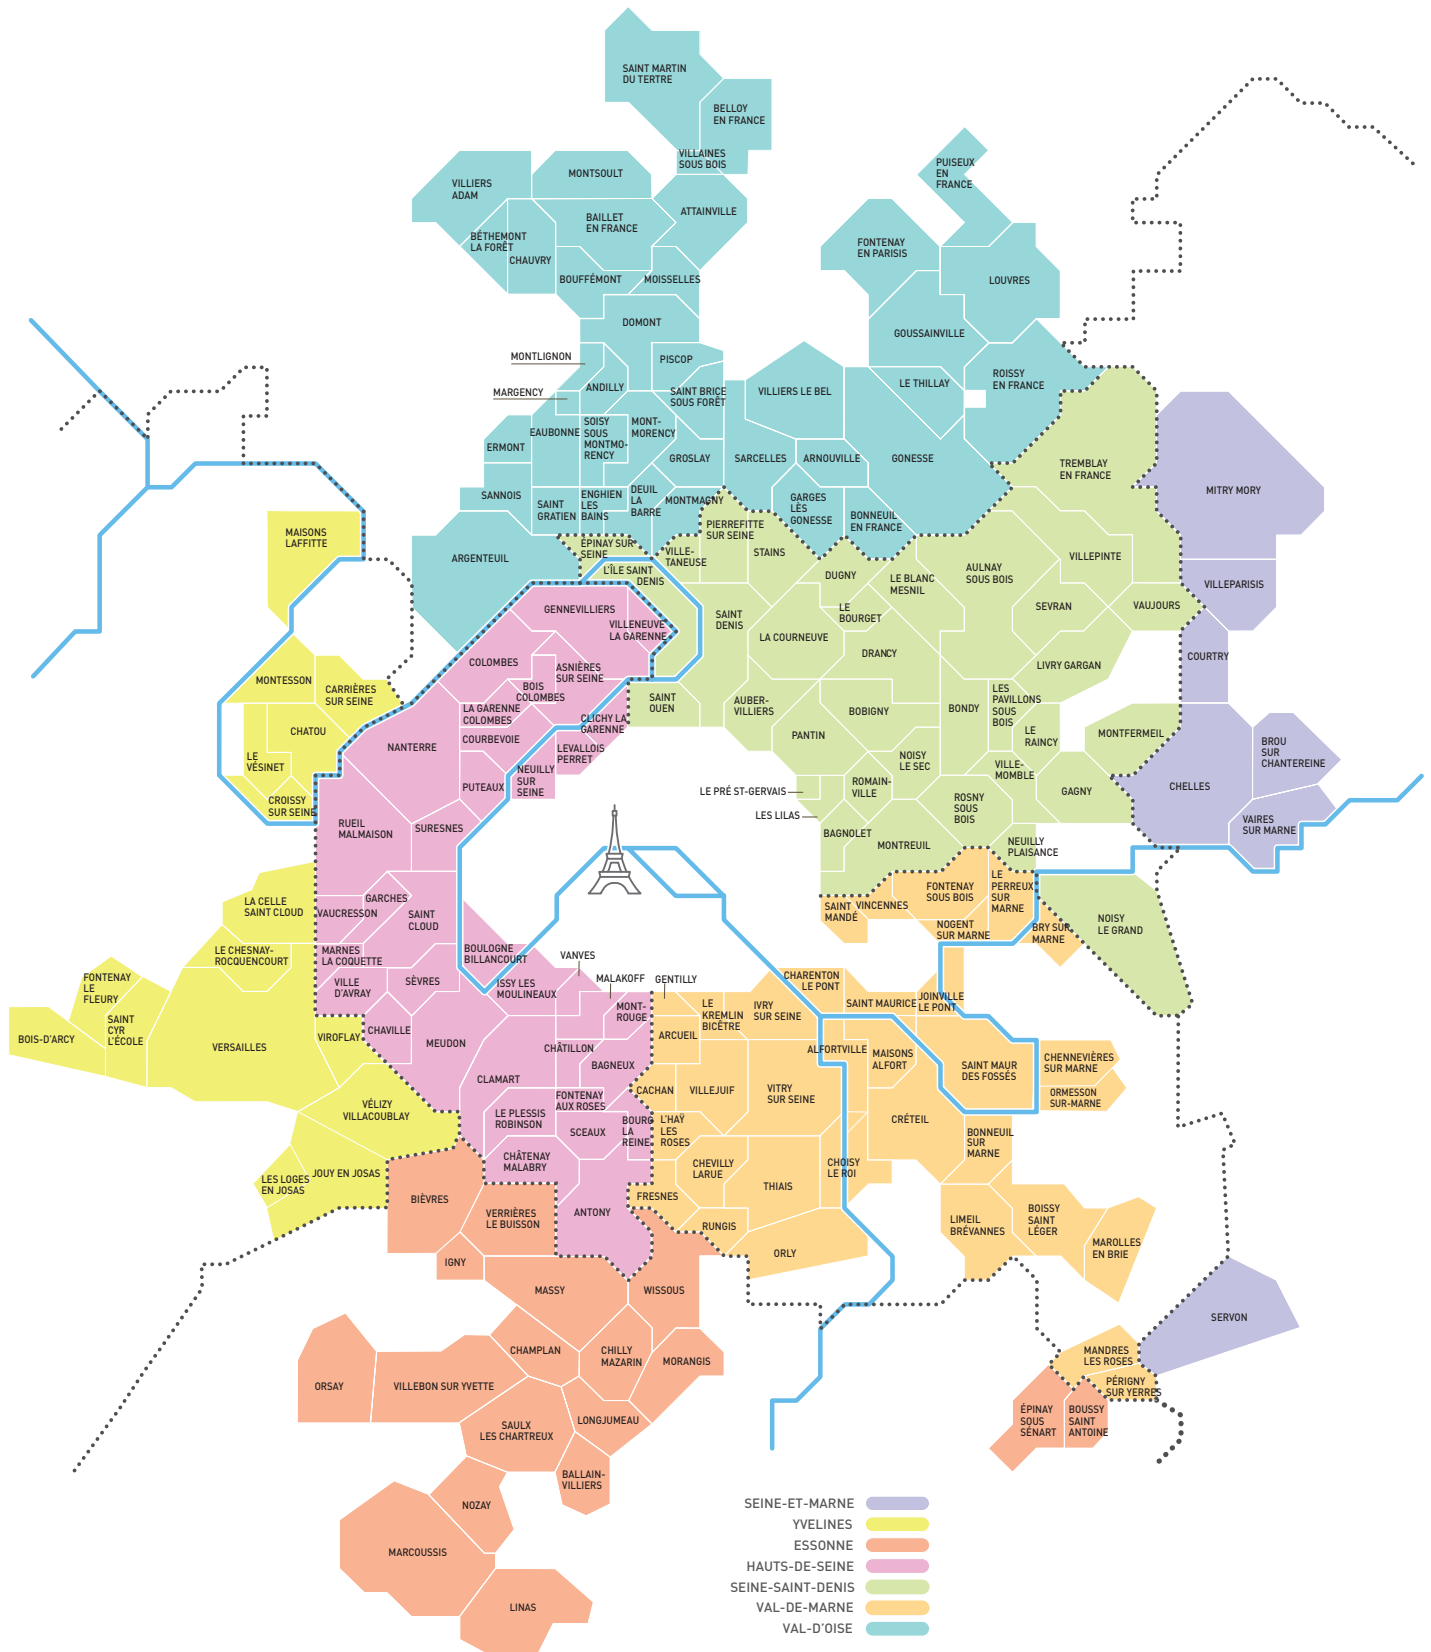 SAINT MARTIN
DU TERTRE
BELLOY
EN FRANCE
VILLAINES
SOUS BOIS
MONTSOULT
VILLIERS
ADAM
PUISEUX
EN
FRANCE
ATTAINVILLE
BAILLET
EN FRANCE
BÉTHEMONT
LA FORÊT
CHAUVRY
FONTENAY
EN PARISIS
BOUFFÉMONT
MOISSELLES
LOUVRES
DOMONT
GOUSSAINVILLE
MONTLIGNON
PISCOP
ROISSY
EN FRANCE
MARGENCY
ANDILLY
SAINT BRICE
SOUS FORÊT
VILLIERS LE BEL
LE THILLAY
EAUBONNE
SOISY
SOUS
MONTMO-
RENCY
MONT-
MORENCY
ERMONT
GROSLAY
SARCELLES
ARNOUVILLE
GONESSE
TREMBLAY
EN FRANCE
MITRY MORY
SANNOIS
SAINT
GRATIEN
ENGHIEN
LES
BAINS
DEUIL
LA
BARRE
MONTMAGNY
GARGES
LÈS
GONESSE
BONNEUIL
EN FRANCE
MAISONS
LAFFITTE
ARGENTEUIL
ÉPINAY SUR
SEINE
VILLE-
TANEUSE
PIERREFITTE
SUR SEINE
STAINS
VILLEPINTE
L'ÎLE SAINT
DENIS
DUGNY
LE BLANC
MESNIL
AULNAY
SOUS BOIS
VILLEPARISIS
GENNEVILLIERS
VILLENEUVE
LA GARENNE
SAINT
DENIS
LE
BOURGET
SEVRAN
VAUJOURS
LA COURNEUVE
DRANCY
COURTRY
COLOMBES
ASNIÈRES
SUR SEINE
LIVRY GARGAN
MONTESSON
CARRIÈRES
SUR SEINE
BOIS
COLOMBES
SAINT
OUEN
AUBER-
VILLIERS
BOBIGNY
BONDY
LES
PAVILLONS
SOUS
BOIS
LA GARENNE
COLOMBES
CLICHY LA
GARENNE
CHATOU
NANTERRE
COURBEVOIE
PANTIN
LE
RAINCY
MONTFERMEIL
BROU
SUR
CHANTEREINE
LE
VÉSINET
LEVALLOIS
PERRET
NOISY
LE SEC
VILLE-
MOMBLE
NEUILLY
SUR
SEINE
PUTEAUX
LE PRÉ ST-GERVAIS
ROMAIN-
VILLE
GAGNY
CHELLES
CROISSY
SUR SEINE
ROSNY
SOUS
BOIS
LES LILAS
RUEIL
MALMAISON
SURESNES
BAGNOLET
MONTREUIL
NEUILLY
PLAISANCE
VAIRES
SUR MARNE
LA CELLE
SAINT CLOUD
GARCHES
VAUCRESSON
SAINT
CLOUD
SAINT
MANDÉ
VINCENNES
FONTENAY
SOUS BOIS
LE
PERREUX
SUR
MARNE
NOISY
LE GRAND
NOGENT
SUR MARNE
BRY SUR
MARNE
LE CHESNAY-
ROCQUENCOURT
MARNES
LA COQUETTE
BOULOGNE
BILLANCOURT
VANVES
FONTENAY
LE
FLEURY
VILLE
D'AVRAY
SÈVRES
ISSY LES
MOULINEAUX
MALAKOFF
GENTILLY
CHARENTON
LE PONT
JOINVILLE
LE PONT
MONT-
ROUGE
LE
KREMLIN
BICÊTRE
IVRY
SUR SEINE
SAINT MAURICE
SAINT
CYR
L'ÉCOLE
BOIS-D'ARCY
VERSAILLES
VIROFLAY
CHAVILLE
MEUDON
CHÂTILLON
ARCUEIL
ALFORTVILLE
MAISONS
ALFORT
SAINT MAUR
DES FOSSÉS
CHENNEVIÈRES
SUR MARNE
BAGNEUX
CLAMART
CACHAN
VILLEJUIF
VITRY
SUR SEINE
ORMESSON
SUR-MARNE
VÉLIZY
VILLACOUBLAY
FONTENAY
AUX ROSES
LE PLESSIS
ROBINSON
SCEAUX
BOURG
LA
REINE
L'HAŸ
LES
ROSES
CRÉTEIL
BONNEUIL
SUR
MARNE
CHÂTENAY
MALABRY
CHEVILLY
LARUE
CHOISY
LE ROI
LES LOGES
EN JOSAS
JOUY EN JOSAS
BIÈVRES
THIAIS
FRESNES
VERRIÈRES
LE BUISSON
ANTONY
RUNGIS
LIMEIL
BRÉVANNES
BOISSY
SAINT
LÉGER
ORLY
MAROLLES
EN BRIE
IGNY
MASSY
WISSOUS
SERVON
CHAMPLAN
CHILLY
MAZARIN
MORANGIS
MANDRES
LES ROSES
ORSAY
VILLEBON SUR YVETTE
PÉRIGNY
SUR YERRES
SAULX
LES CHARTREUX
LONGJUMEAU
ÉPINAY
SOUS
SÉNART
BOUSSY
SAINT
ANTOINE
BALLAIN-
VILLIERS
NOZAY
MARCOUSSIS
LINAS
SEINE-ET-MARNE
YVELINES
ESSONNE
HAUTS-DE-SEINE
SEINE-SAINT-DENIS
VAL-DE-MARNE
VAL-D'OISE